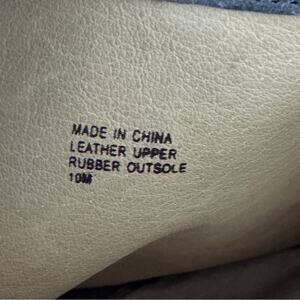 MADE IN CHINA
LEATHER UPPER
RUBBER OUTSOLE
10M